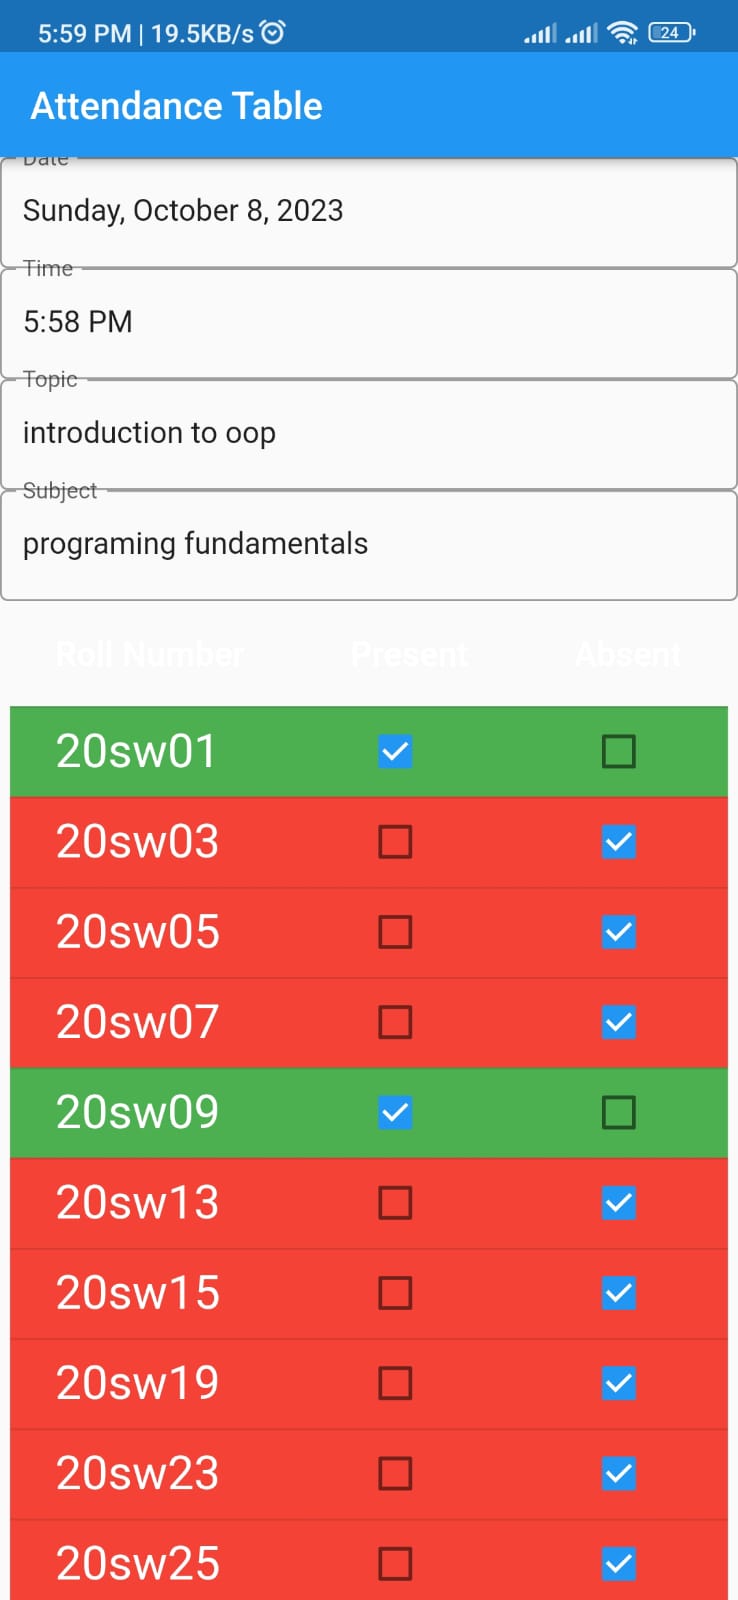 5:59 PM | 19.5KB/s 24
Attendance Table
Date
Sunday, October 8, 2023
Time
5:58 PM
Topic
introduction to oop
Subject
programing fundamentals
Roll Number Present Absent
20sw01
20sw03
20sw05
20sw07
20sw09
20sw13
20sw15
20sw19
20sw23
20sw25